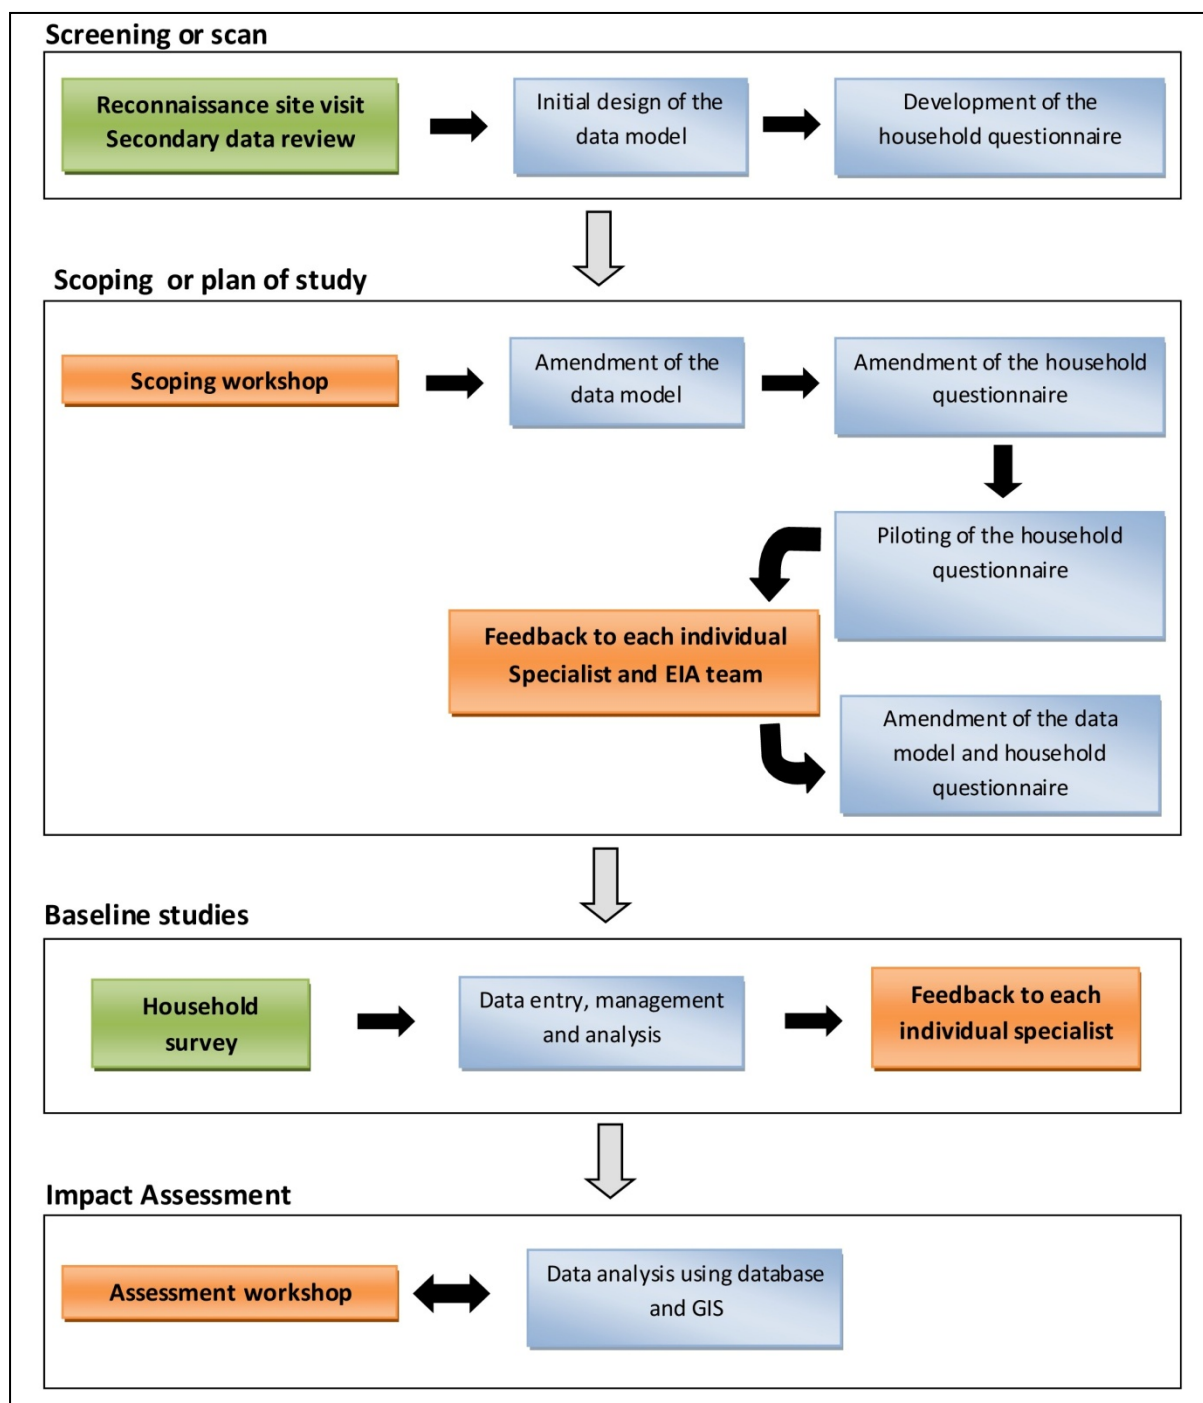 Screening or scan
Reconnaissance site visit
Secondary data review
Initial design of the
data model
Development of the
household questionnaire
Scoping or plan of study
Scoping workshop
Amendment of the
data model
Amendment of the household
questionnaire
Piloting of the household
questionnaire
Feedback to each individual
Specialist and EIA team
Amendment of the data
model and household
questionnaire
Baseline studies
Household
survey
Data entry, management
and analysis
Feedback to each
individual specialist
Impact Assessment
Assessment workshop
Data analysis using database
and GIS